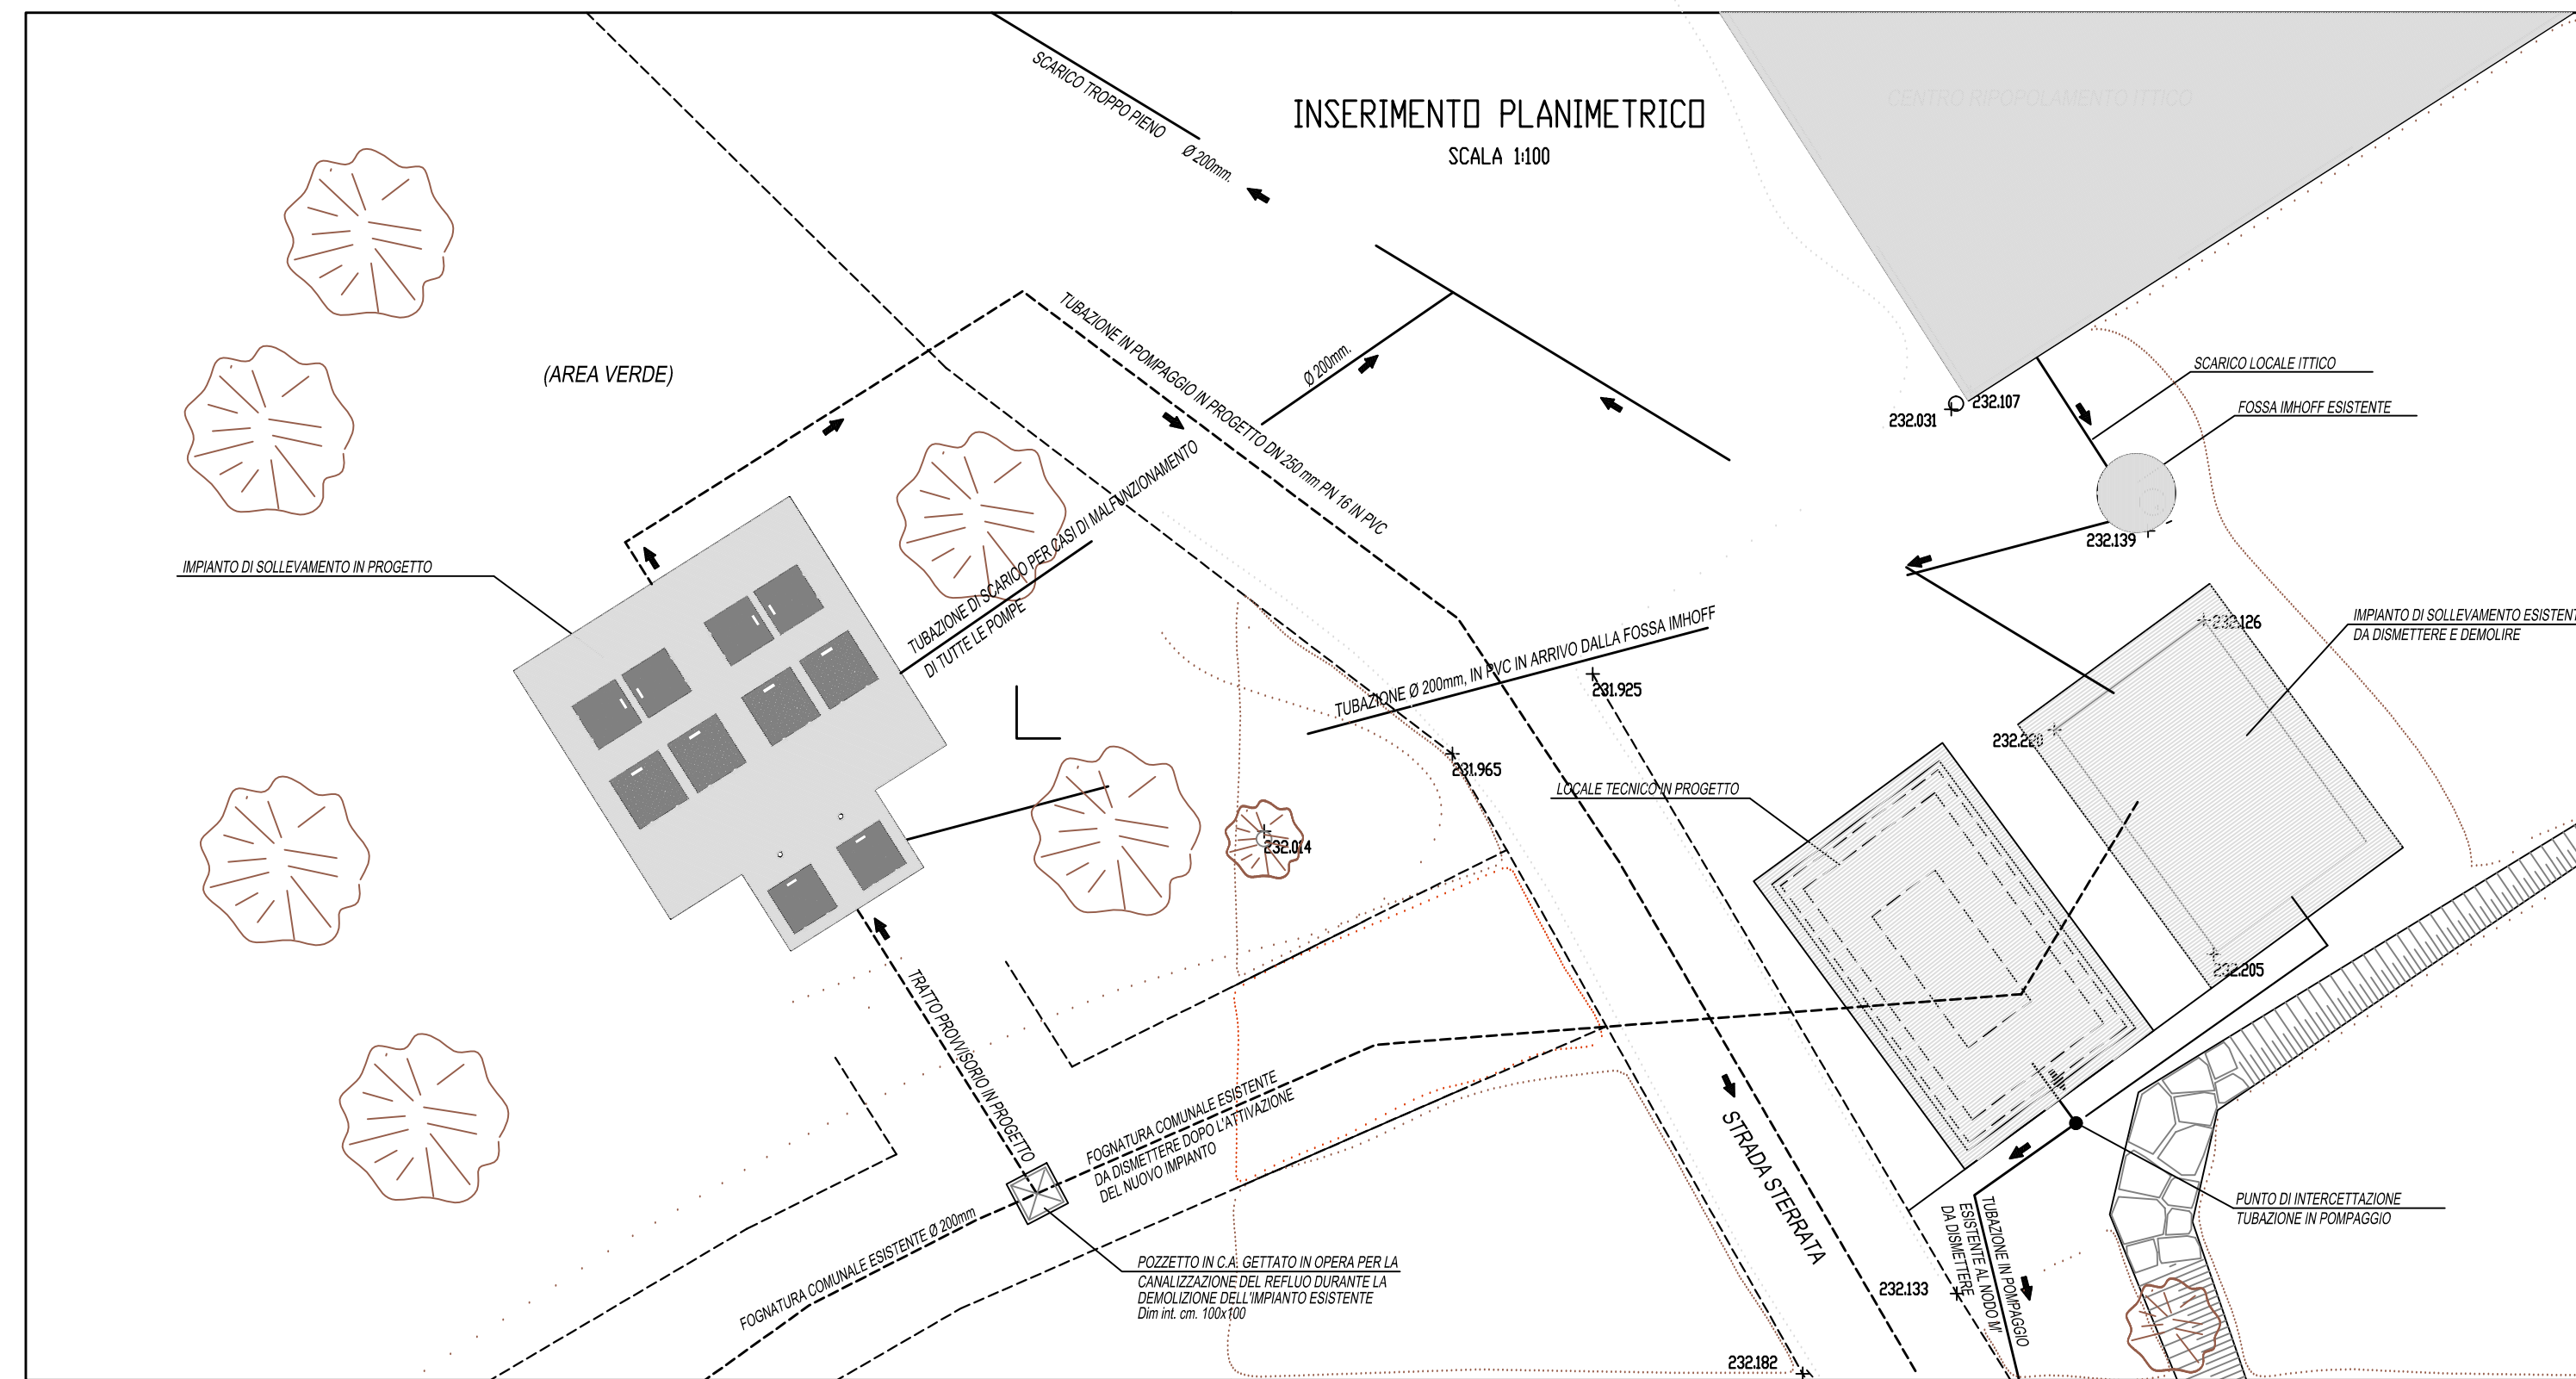 INSERIMENTO PLANIMETRICO
SCALA 1:100
CENTRO RIPOPOLAMENTO ITTICO
SCARICO TROPPO PIENO
Ø 200mm.
(AREA VERDE)
TUBAZIONE IN POMPAGGIO IN PROGETTO DN 250 mm PN 16 IN PVC
Ø 200mm.
SCARICO LOCALE ITTICO
FOSSA IMHOFF ESISTENTE
232.107
232.031
232.139
IMPIANTO DI SOLLEVAMENTO IN PROGETTO
TUBAZIONE DI SCARICO PER CASI DI MALFUNZIONAMENTO
DI TUTTE LE POMPE
TUBAZIONE Ø 200mm, IN PVC IN ARRIVO DALLA FOSSA IMHOFF
232.126
IMPIANTO DI SOLLEVAMENTO ESISTENT
DA DISMETTERE E DEMOLIRE
231.925
232.220
231.965
LOCALE TECNICO IN PROGETTO
232.014
232.205
TRATTO PROVVISORIO IN PROGETTO
FOGNATURA COMUNALE ESISTENTE
DA DISMETTERE DOPO L'ATTIVAZIONE
DEL NUOVO IMPIANTO
STRADA STERRATA
FOGNATURA COMUNALE ESISTENTE Ø 200mm
POZZETTO IN C.A. GETTATO IN OPERA PER LA
CANALIZZAZIONE DEL REFLUO DURANTE LA
DEMOLIZIONE DELL'IMPIANTO ESISTENTE
Dim int. cm. 100x100
PUNTO DI INTERCETTAZIONE
TUBAZIONE IN POMPAGGIO
TUBAZIONE IN POMPAGGIO
ESISTENTE AL NODO M'
DA DISMETTERE
232.133
232.182